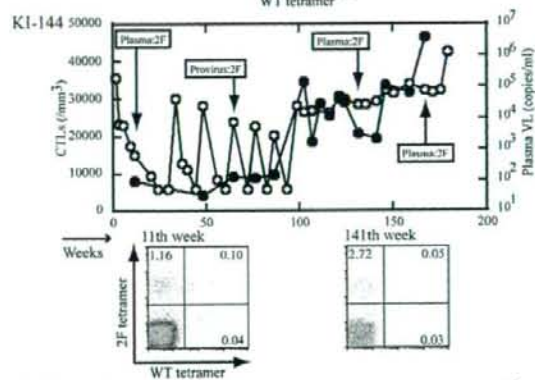 WT tetramer
KI-144
50000
40000
30000
20000
10000
0
CTLs (/mm³)
Plasma:2F
Provirus:2F
Plasma:2F
Plasma:2F
10⁷
10⁶
10⁵
10⁴
10³
10²
10¹
Plasma VL (copies/ml)
0
50
100
150
200
Weeks
11th week
141th week
1.16
0.10
0.04
2.72
0.05
0.03
2F tetramer
WT tetramer